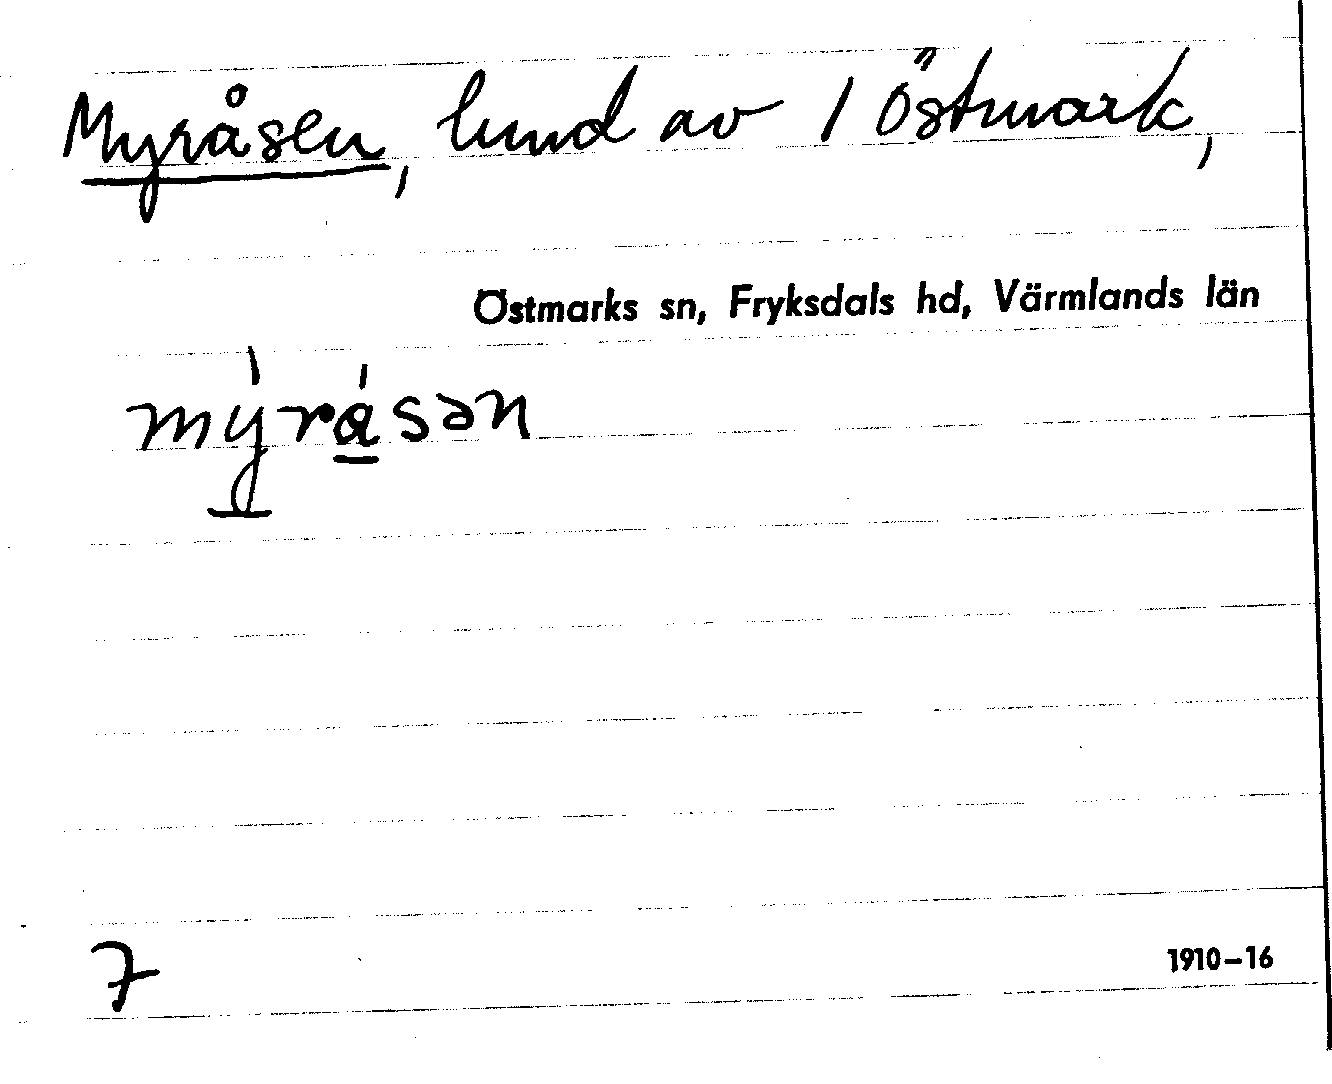 Myråsen, lund av 1 Östmark,
Östmarks sn, Fryksdals hd, Värmlands län
mýrásən
7
1910–16